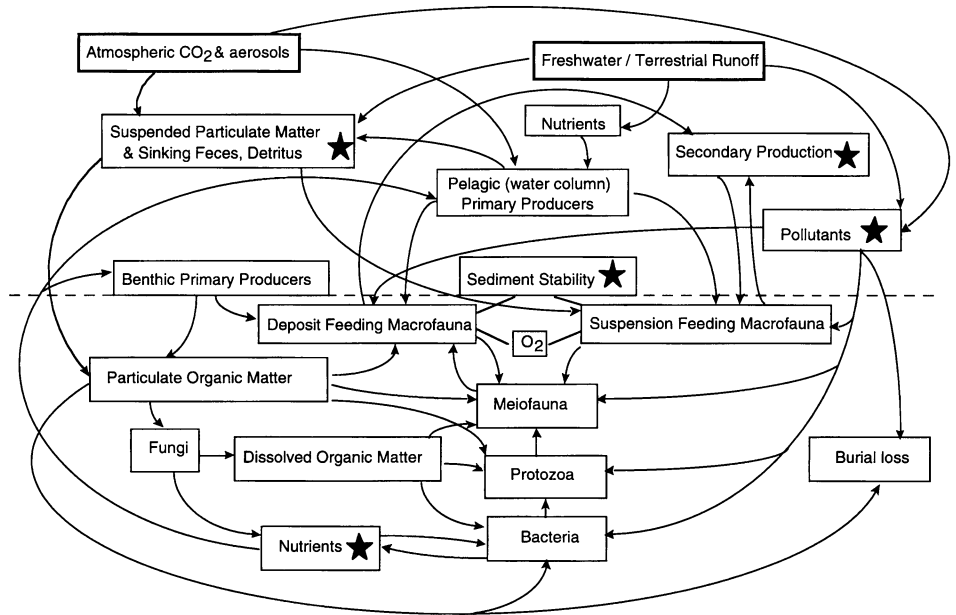 Atmospheric CO2 & aerosols
Freshwater / Terrestrial Runoff
Nutrients
Suspended Particulate Matter
& Sinking Feces, Detritus
Secondary Production
Pelagic (water column)
Primary Producers
Pollutants
Benthic Primary Producers
Sediment Stability
Deposit Feeding Macrofauna
Suspension Feeding Macrofauna
O2
Particulate Organic Matter
Meiofauna
Fungi
Dissolved Organic Matter
Protozoa
Burial loss
Nutrients
Bacteria